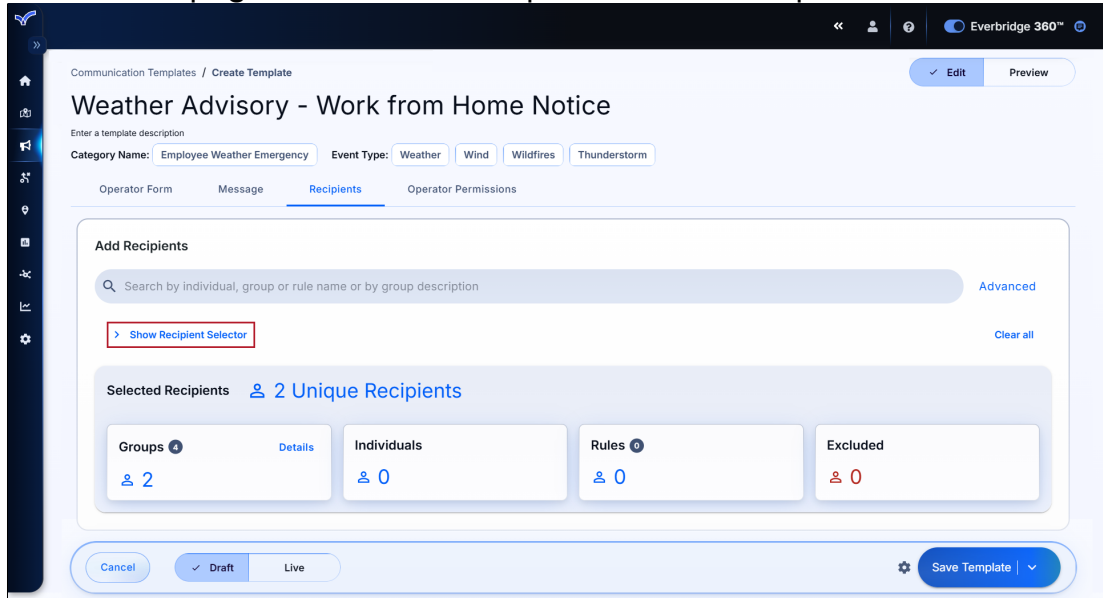 Everbridge 360™
Communication Templates / Create Template
Edit
Preview
Weather Advisory - Work from Home Notice
Enter a template description
Category Name: Employee Weather Emergency Event Type: Weather Wind Wildfires Thunderstorm
Operator Form Message Recipients Operator Permissions
Add Recipients
Search by individual, group or rule name or by group description
Advanced
Show Recipient Selector
Clear all
Selected Recipients 2 Unique Recipients
Groups 4 Details
2
Individuals
0
Rules 0
0
Excluded
0
Cancel
Draft
Live
Save Template